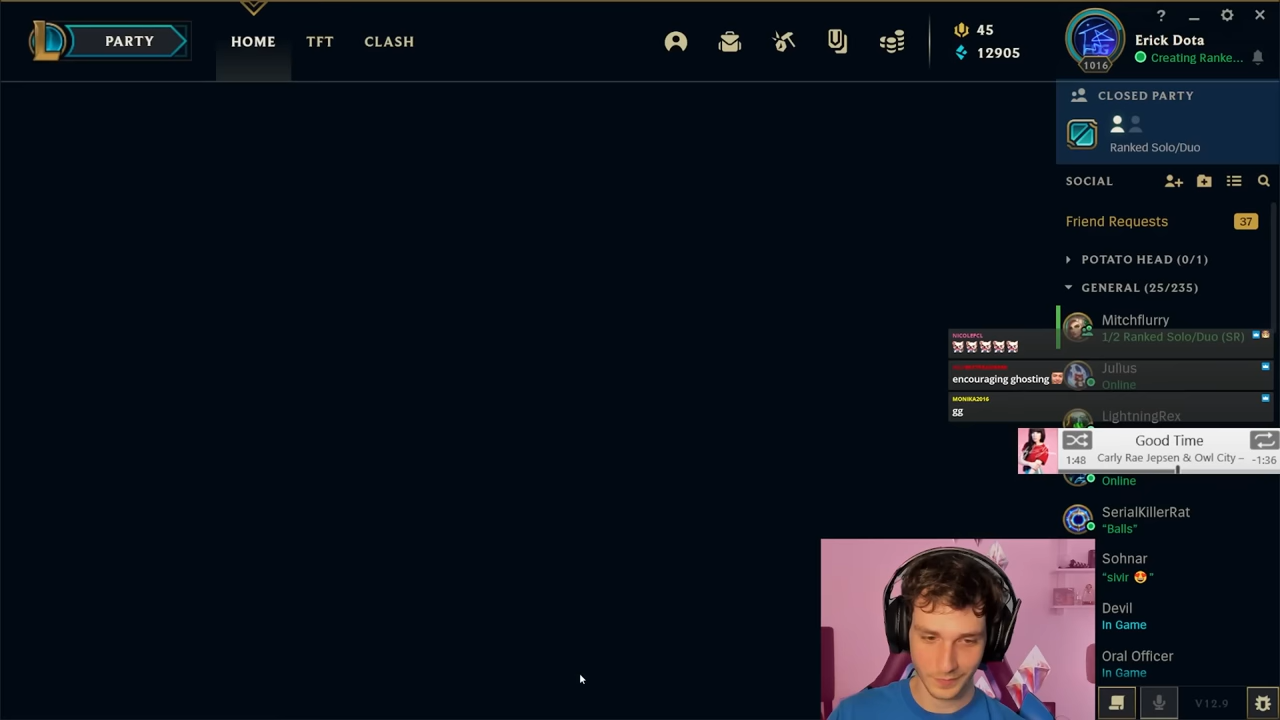 PARTY
HOME
TFT
CLASH
45
12905
?
Erick Dota
Creating Ranke...
1016
CLOSED PARTY
Ranked Solo/Duo
SOCIAL
Friend Requests
37
POTATO HEAD (0/1)
GENERAL (25/235)
Mitchflurry
1/2 Ranked Solo/Duo (SR)
NICOLEPCL
Julius
Online
encouraging ghosting
MONIKA2016
gg
LightningRex
Good Time
1:48
Carly Rae Jepsen & Owl City –
-1:36
Online
SerialKillerRat
"Balls"
Sohnar
"sivir 😍"
Devil
In Game
Oral Officer
In Game
V12.9